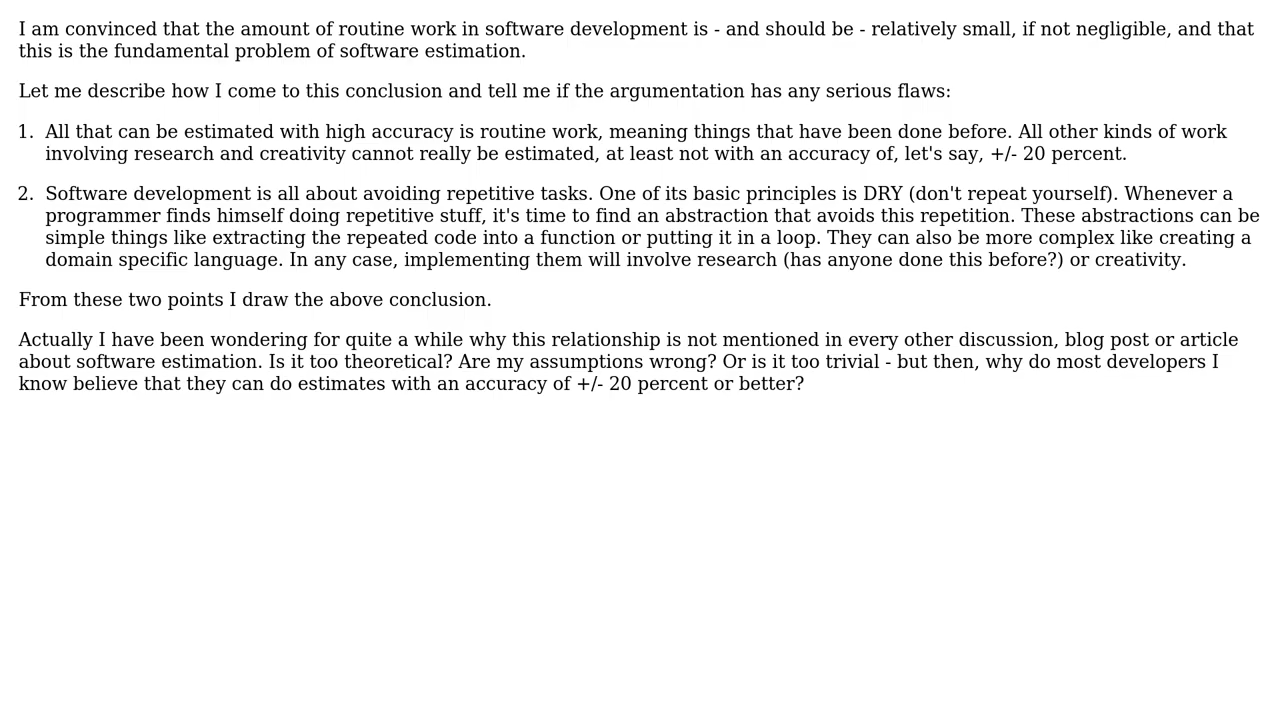 I am convinced that the amount of routine work in software development is - and should be - relatively small, if not negligible, and that
this is the fundamental problem of software estimation.
Let me describe how I come to this conclusion and tell me if the argumentation has any serious flaws:
1. All that can be estimated with high accuracy is routine work, meaning things that have been done before. All other kinds of work
involving research and creativity cannot really be estimated, at least not with an accuracy of, let's say, +/- 20 percent.
2. Software development is all about avoiding repetitive tasks. One of its basic principles is DRY (don't repeat yourself). Whenever a
programmer finds himself doing repetitive stuff, it's time to find an abstraction that avoids this repetition. These abstractions can be
simple things like extracting the repeated code into a function or putting it in a loop. They can also be more complex like creating a
domain specific language. In any case, implementing them will involve research (has anyone done this before?) or creativity.
From these two points I draw the above conclusion.
Actually I have been wondering for quite a while why this relationship is not mentioned in every other discussion, blog post or article
about software estimation. Is it too theoretical? Are my assumptions wrong? Or is it too trivial - but then, why do most developers I
know believe that they can do estimates with an accuracy of +/- 20 percent or better?